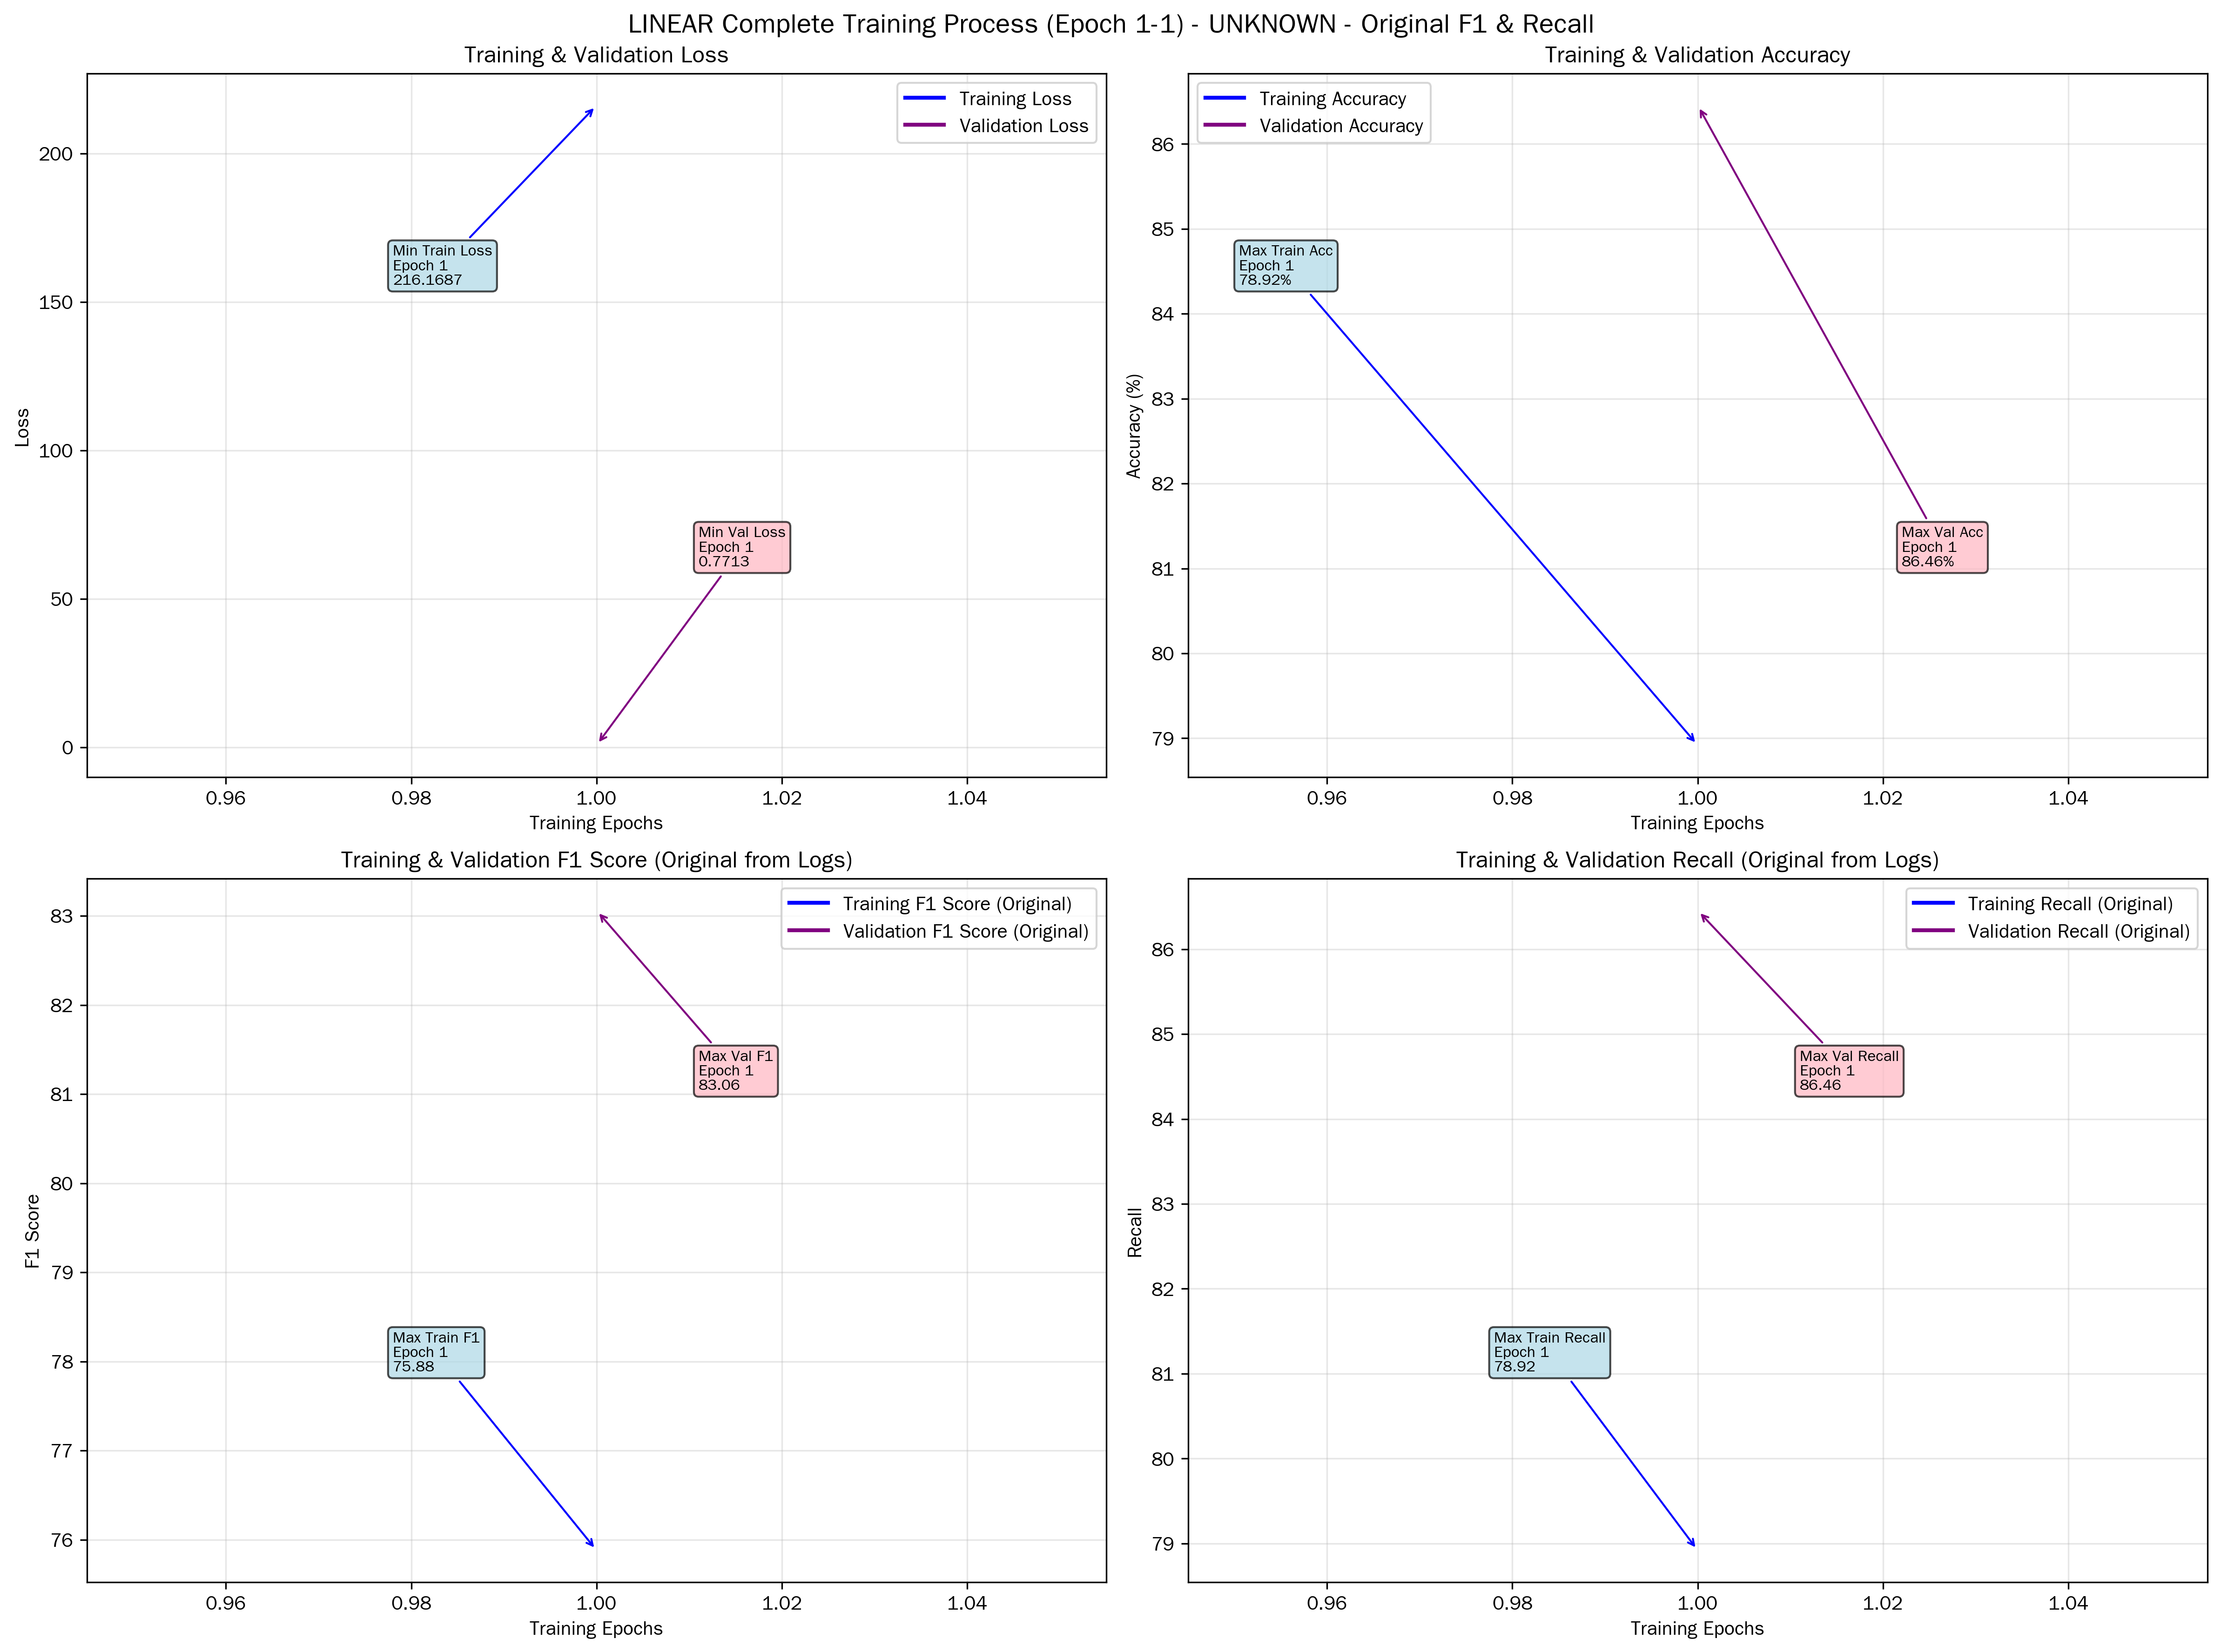 LINEAR Complete Training Process (Epoch 1-1) - UNKNOWN - Original F1 & Recall
Training & Validation Loss
Training Loss
Validation Loss
200
150
100
50
0
Loss
Min Train Loss
Epoch 1
216.1687
Min Val Loss
Epoch 1
0.7713
0.96
0.98
1.00
1.02
1.04
Training Epochs
Training & Validation Accuracy
Training Accuracy
Validation Accuracy
86
85
84
83
82
81
80
79
Accuracy (%)
Max Train Acc
Epoch 1
78.92%
Max Val Acc
Epoch 1
86.46%
0.96
0.98
1.00
1.02
1.04
Training Epochs
Training & Validation F1 Score (Original from Logs)
Training F1 Score (Original)
Validation F1 Score (Original)
83
82
81
80
79
78
77
76
F1 Score
Max Val F1
Epoch 1
83.06
Max Train F1
Epoch 1
75.88
0.96
0.98
1.00
1.02
1.04
Training Epochs
Training & Validation Recall (Original from Logs)
Training Recall (Original)
Validation Recall (Original)
86
85
84
83
82
81
80
79
Recall
Max Val Recall
Epoch 1
86.46
Max Train Recall
Epoch 1
78.92
0.96
0.98
1.00
1.02
1.04
Training Epochs